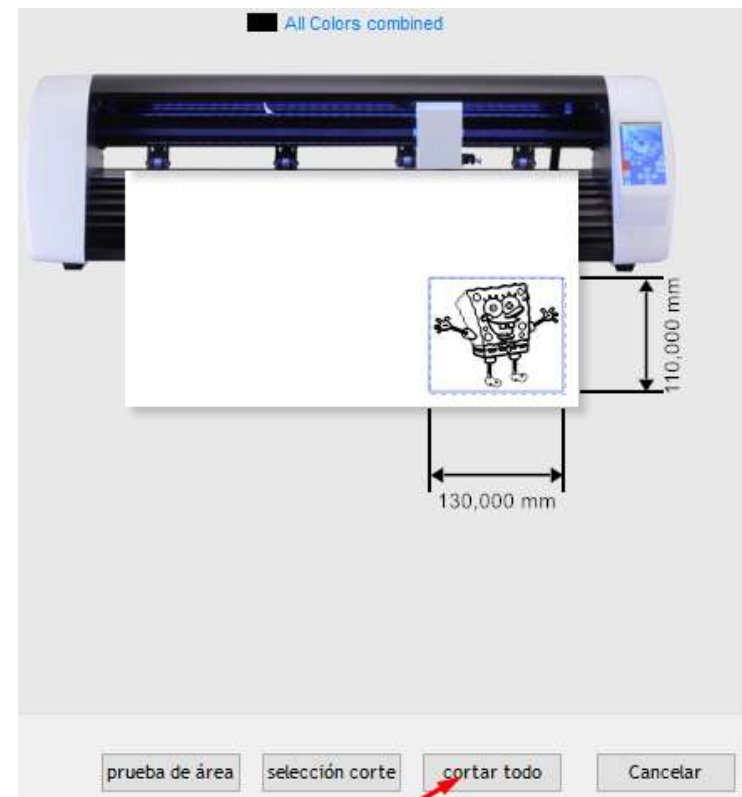 All Colors combined
110,000 mm
130,000 mm
prueba de área
selección corte
cortar todo
Cancelar